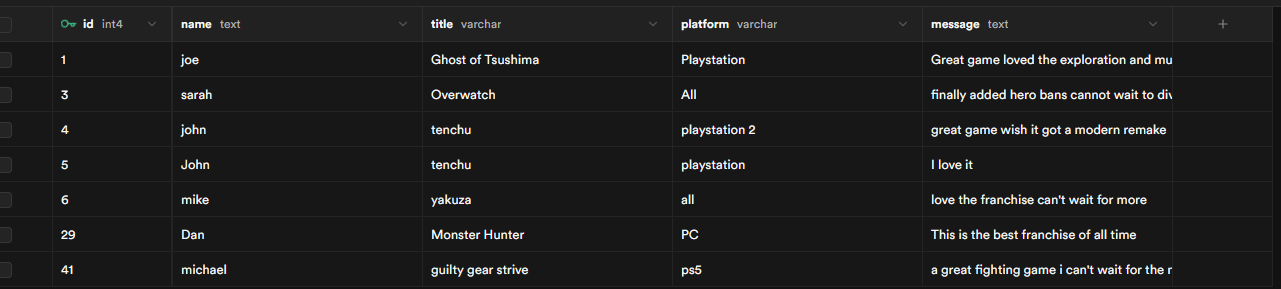 id int4 name text title varchar platform varchar message text +
1 joe Ghost of Tsushima Playstation Great game loved the exploration and mu
3 sarah Overwatch All finally added hero bans cannot wait to div
4 john tenchu playstation 2 great game wish it got a modern remake
5 John tenchu playstation I love it
6 mike yakuza all love the franchise can't wait for more
29 Dan Monster Hunter PC This is the best franchise of all time
41 michael guilty gear strive ps5 a great fighting game i can't wait for the